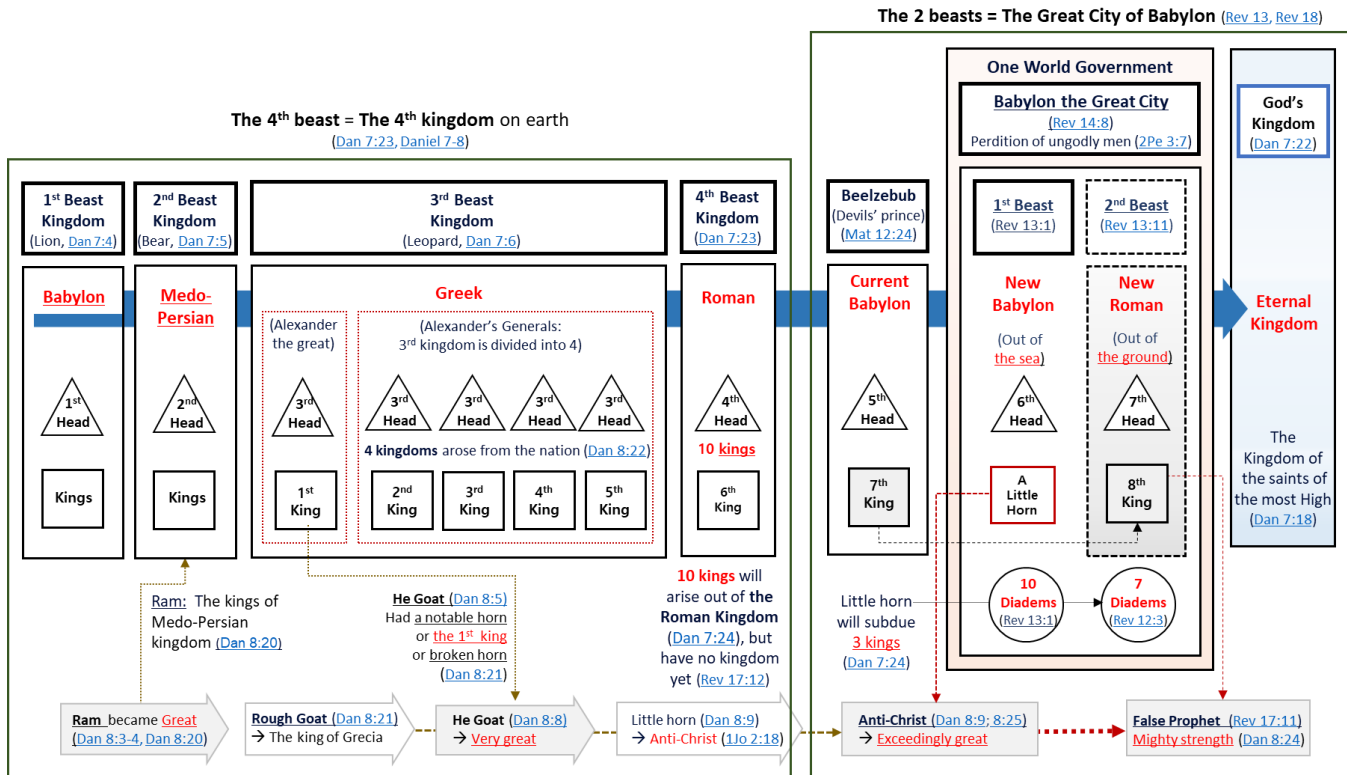 The 2 beasts = The Great City of Babylon (Rev 13, Rev 18)
The 4th beast = The 4th kingdom on earth
(Dan 7:23, Daniel 7-8)
1st Beast
Kingdom
(Lion, Dan 7:4)
2nd Beast
Kingdom
(Bear, Dan 7:5)
3rd Beast
Kingdom
(Leopard, Dan 7:6)
4th Beast
Kingdom
(Dan 7:23)
Babylon
1st
Head
Kings
Medo-
Persian
2nd
Head
Kings
Greek
(Alexander
the great)
3rd
Head
1st
King
(Alexander's Generals:
3rd kingdom is divided into 4)
3rd
Head
3rd
Head
3rd
Head
3rd
Head
4 kingdoms arose from the nation (Dan 8:22)
2nd
King
3rd
King
4th
King
5th
King
Roman
4th
Head
10 kings
6th
King
Ram: The kings of
Medo-Persian
kingdom (Dan 8:20)
He Goat (Dan 8:5)
Had a notable horn
or the 1st king
or broken horn
(Dan 8:21)
10 kings will
arise out of the
Roman Kingdom
(Dan 7:24), but
have no kingdom
yet (Rev 17:12)
Ram became Great
(Dan 8:3-4, Dan 8:20)
Rough Goat (Dan 8:21)
→ The king of Grecia
He Goat (Dan 8:8)
→ Very great
Little horn (Dan 8:9)
→ Anti-Christ (1Jo 2:18)
Beelzebub
(Devils' prince)
(Mat 12:24)
Current
Babylon
5th
Head
7th
King
Little horn
will subdue
3 kings
(Dan 7:24)
One World Government
Babylon the Great City
(Rev 14:8)
Perdition of ungodly men (2Pe 3:7)
1st Beast
(Rev 13:1)
New
Babylon
(Out of
the sea)
6th
Head
A
Little
Horn
10
Diadems
(Rev 13:1)
2nd Beast
(Rev 13:11)
New
Roman
(Out of
the ground)
7th
Head
8th
King
7
Diadems
(Rev 12:3)
God's
Kingdom
(Dan 7:22)
Eternal
Kingdom
The
Kingdom of
the saints of
the most High
(Dan 7:18)
Anti-Christ (Dan 8:9; 8:25)
→ Exceedingly great
False Prophet (Rev 17:11)
Mighty strength (Dan 8:24)